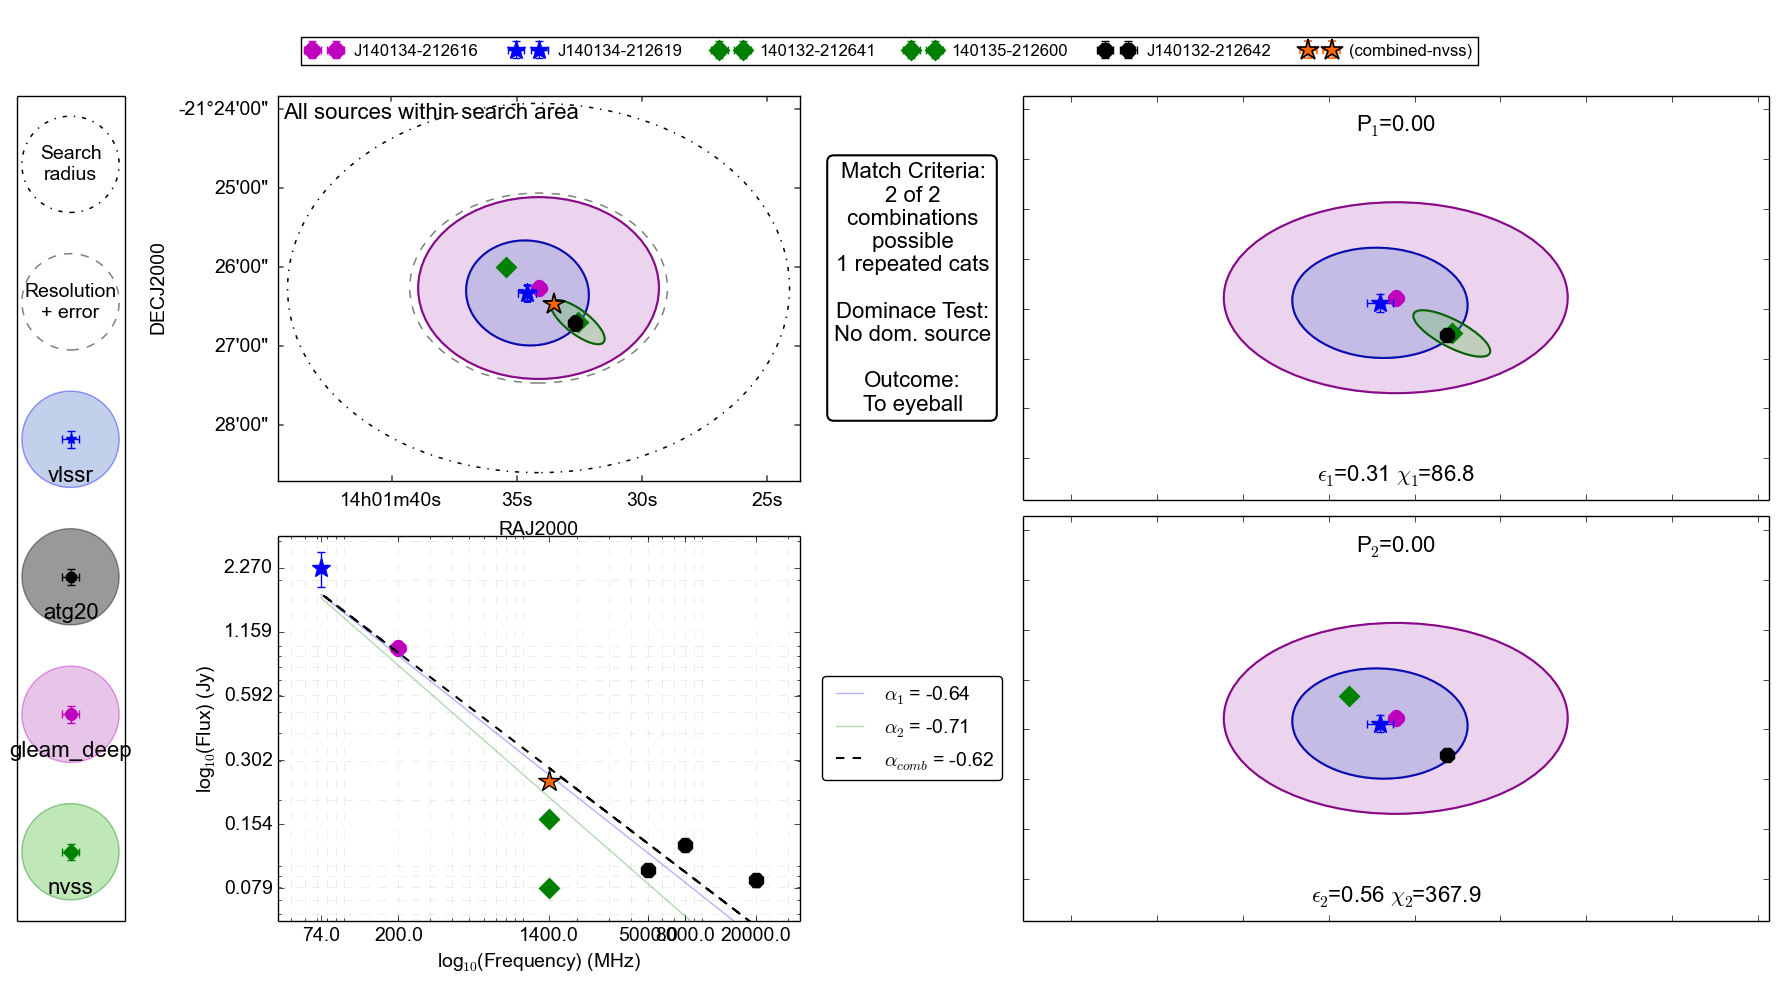 J140134-212616 J140134-212619 140132-212641 140135-212600 J140132-212642 (combined-nvss)
Search
radius
Resolution
+ error
vlssr
atg20
gleam_deep
nvss
All sources within search area
-21°24'00"
25'00"
26'00"
27'00"
28'00"
DECJ2000
14h01m40s 35s 30s 25s
RAJ2000
Match Criteria:
2 of 2
combinations
possible
1 repeated cats
Dominace Test:
No dom. source
Outcome:
To eyeball
P1=0.00
ϵ1=0.31 χ1=86.8
2.270
1.159
0.592
0.302
0.154
0.079
log10(Flux) (Jy)
74.0 200.0 1400.0 5000.0 8000.0 20000.0
log10(Frequency) (MHz)
α1 = -0.64
α2 = -0.71
αcomb = -0.62
P2=0.00
ϵ2=0.56 χ2=367.9